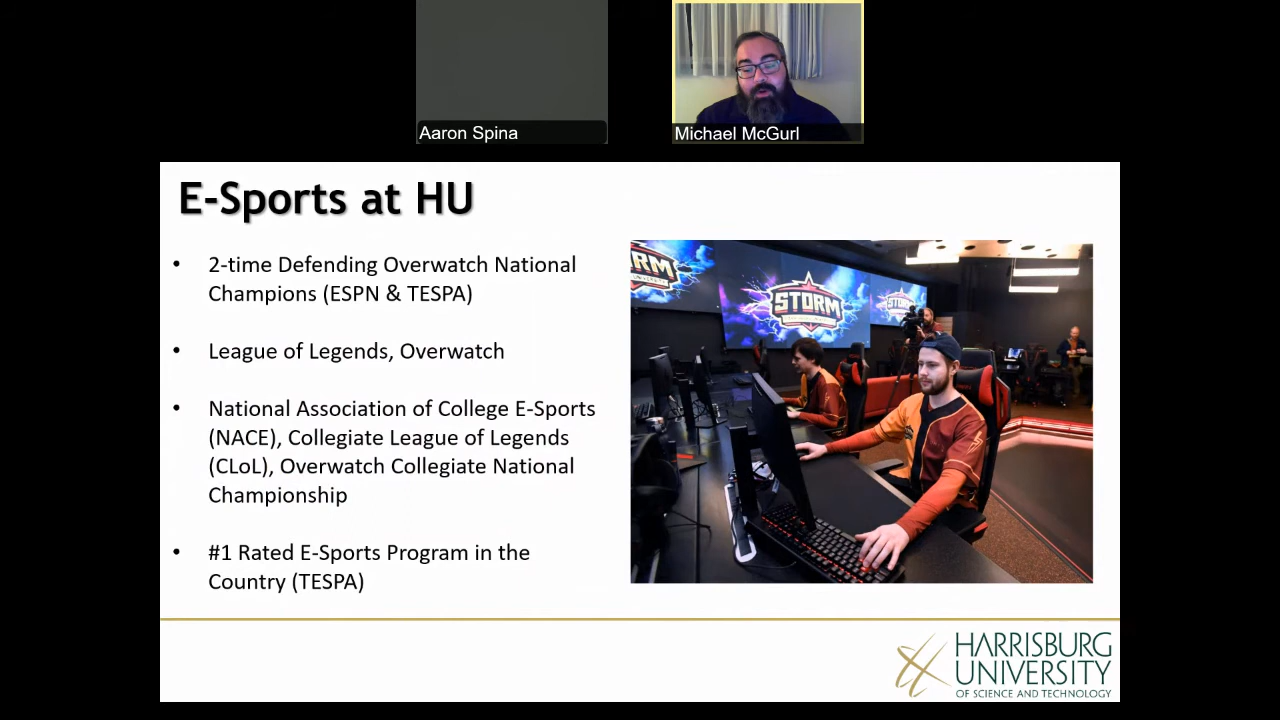 Aaron Spina
Michael McGurl
E-Sports at HU
• 2-time Defending Overwatch National
Champions (ESPN & TESPA)
• League of Legends, Overwatch
• National Association of College E-Sports
(NACE), Collegiate League of Legends
(CLoL), Overwatch Collegiate National
Championship
• #1 Rated E-Sports Program in the
Country (TESPA)
RM
STORM
STORM
HARRISBURG
UNIVERSITY
OF SCIENCE AND TECHNOLOGY